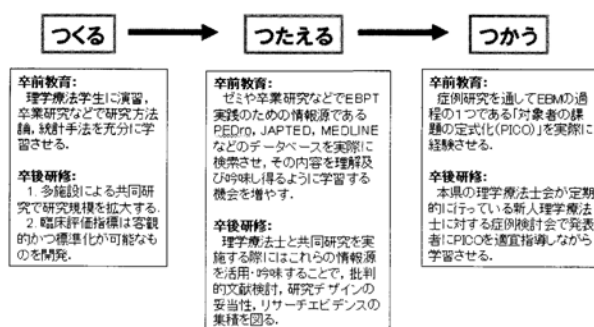 つくる
つたえる
つかう
卒前教育:
理学療法学生に演習,
卒業研究などで研究方法
論, 統計手法を充分に学
習させる.
卒後研修:
1. 多施設による共同研
究で研究規模を拡大する.
2. 臨床評価指標は客観
的かつ標準化が可能なも
のを開発.
卒前教育:
ゼミや卒業研究などでEBPT
実践のための情報源である
PEDro, JAPTED, MEDLINE
などのデータベースを実際に
検索させ, その内容を理解及
び吟味し得るように学習する
機会を増やす.
卒後研修:
理学療法士と共同研究を実
施する際にはこれらの情報源
を活用・吟味することで, 批判
的文献検討, 研究デザインの
妥当性, リサーチエビデンスの
集積を図る.
卒前教育:
症例研究を通してEBMの過
程の1つである「対象者の課
題の定式化(PICO)」を実際に
経験させる.
卒後研修:
本県の理学療法士会が定期
的に行っている新人理学療法
士に対する症例検討会で発表
者にPICOを適宜指導しながら
学習させる.